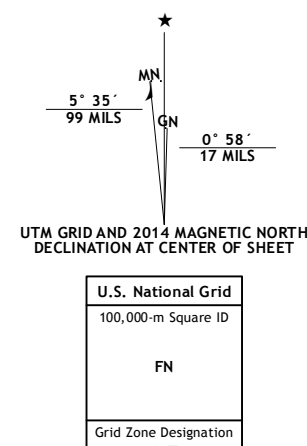 MN.
5° 35´
99 MILS
GN
0° 58´
17 MILS
UTM GRID AND 2014 MAGNETIC NORTH
DECLINATION AT CENTER OF SHEET
U.S. National Grid
100,000-m Square ID
FN
Grid Zone Designation